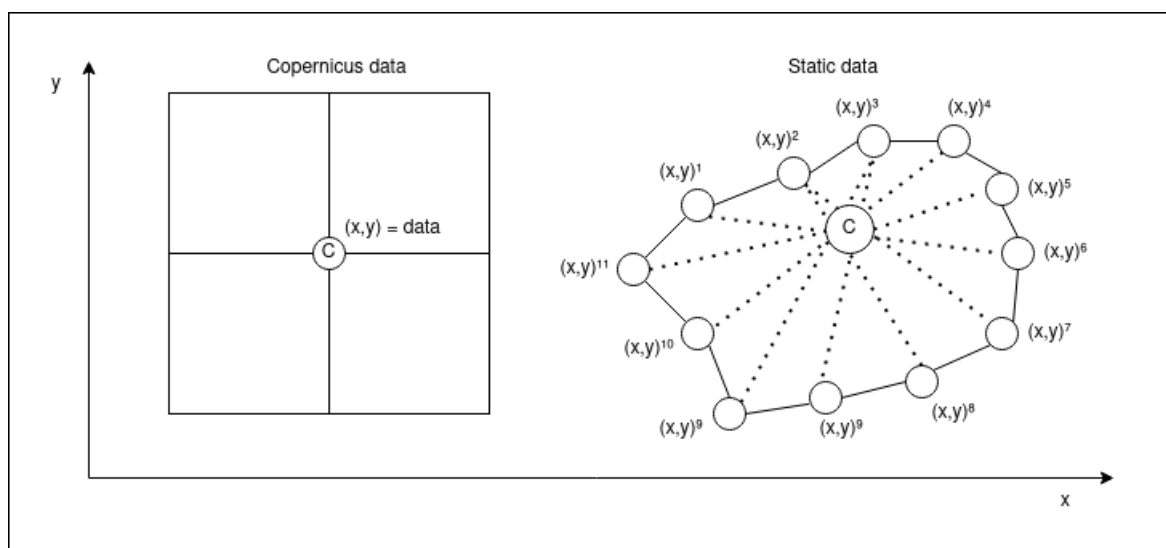 Copernicus data
Static data
y
(x,y)³
(x,y)⁴
(x,y)²
(x,y)¹
(x,y)⁵
(x,y) = data
C
C
(x,y)⁶
(x,y)¹¹
(x,y)⁷
(x,y)¹⁰
(x,y)⁸
(x,y)⁹
(x,y)⁹
x